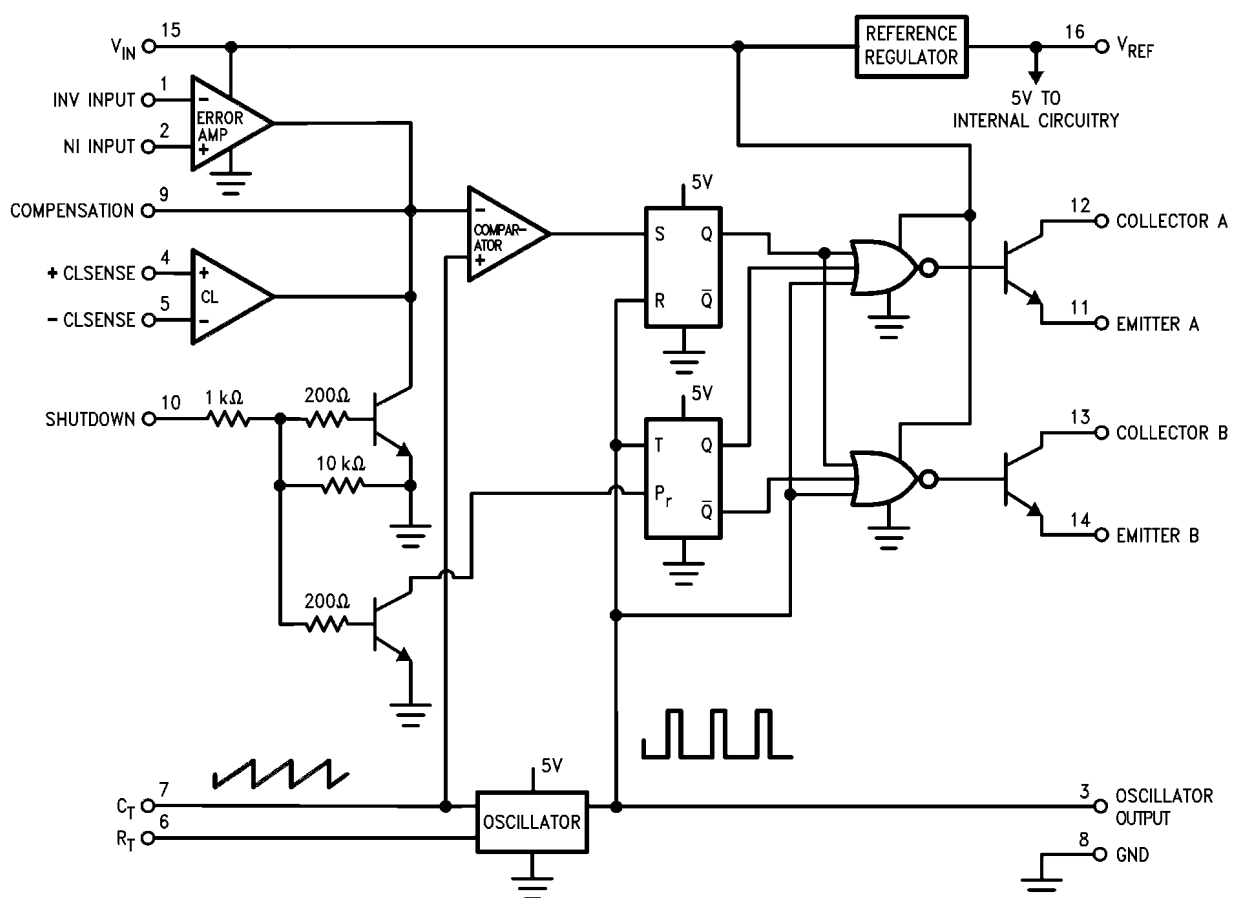 15
V_IN
REFERENCE
REGULATOR
16
V_REF
5V TO
INTERNAL CIRCUITRY
1
INV INPUT
−
ERROR
AMP
2
NI INPUT
+
9
COMPENSATION
−
COMPAR-
ATOR
+
4
+ CLSENSE
+
CL
5
− CLSENSE
−
5V
S
Q
R
Q̅
12
COLLECTOR A
11
EMITTER A
10
SHUTDOWN
1 kΩ
200Ω
10 kΩ
200Ω
5V
T
Q
P_r
Q̅
13
COLLECTOR B
14
EMITTER B
7
C_T
6
R_T
5V
OSCILLATOR
3
OSCILLATOR
OUTPUT
8
GND